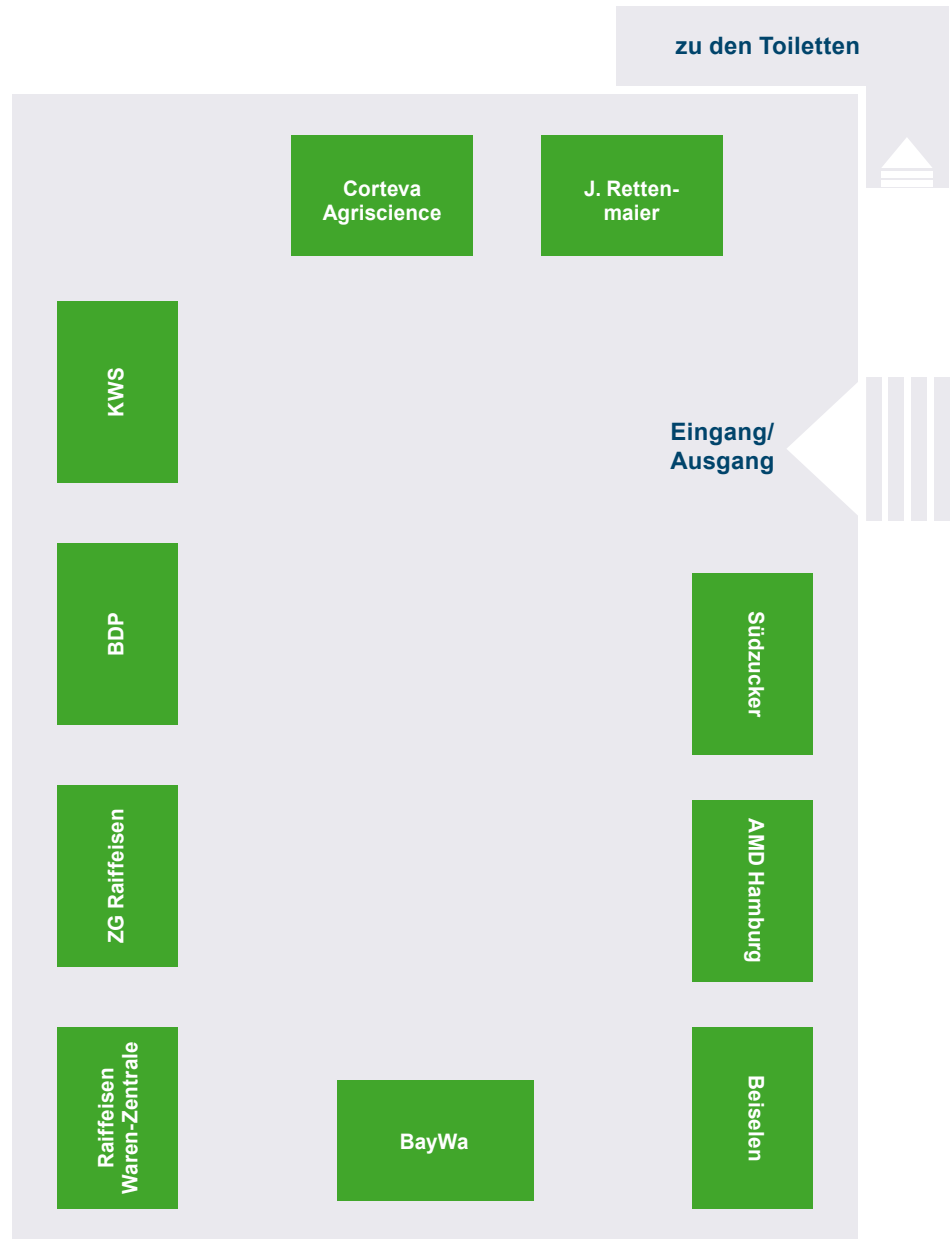 zu den Toiletten
Corteva
Agriscience
J. Retten-
maier
KWS
Eingang/
Ausgang
BDP
Südzucker
ZG Raiffeisen
AMD Hamburg
Raiffeisen
Waren-Zentrale
BayWa
Beiselen